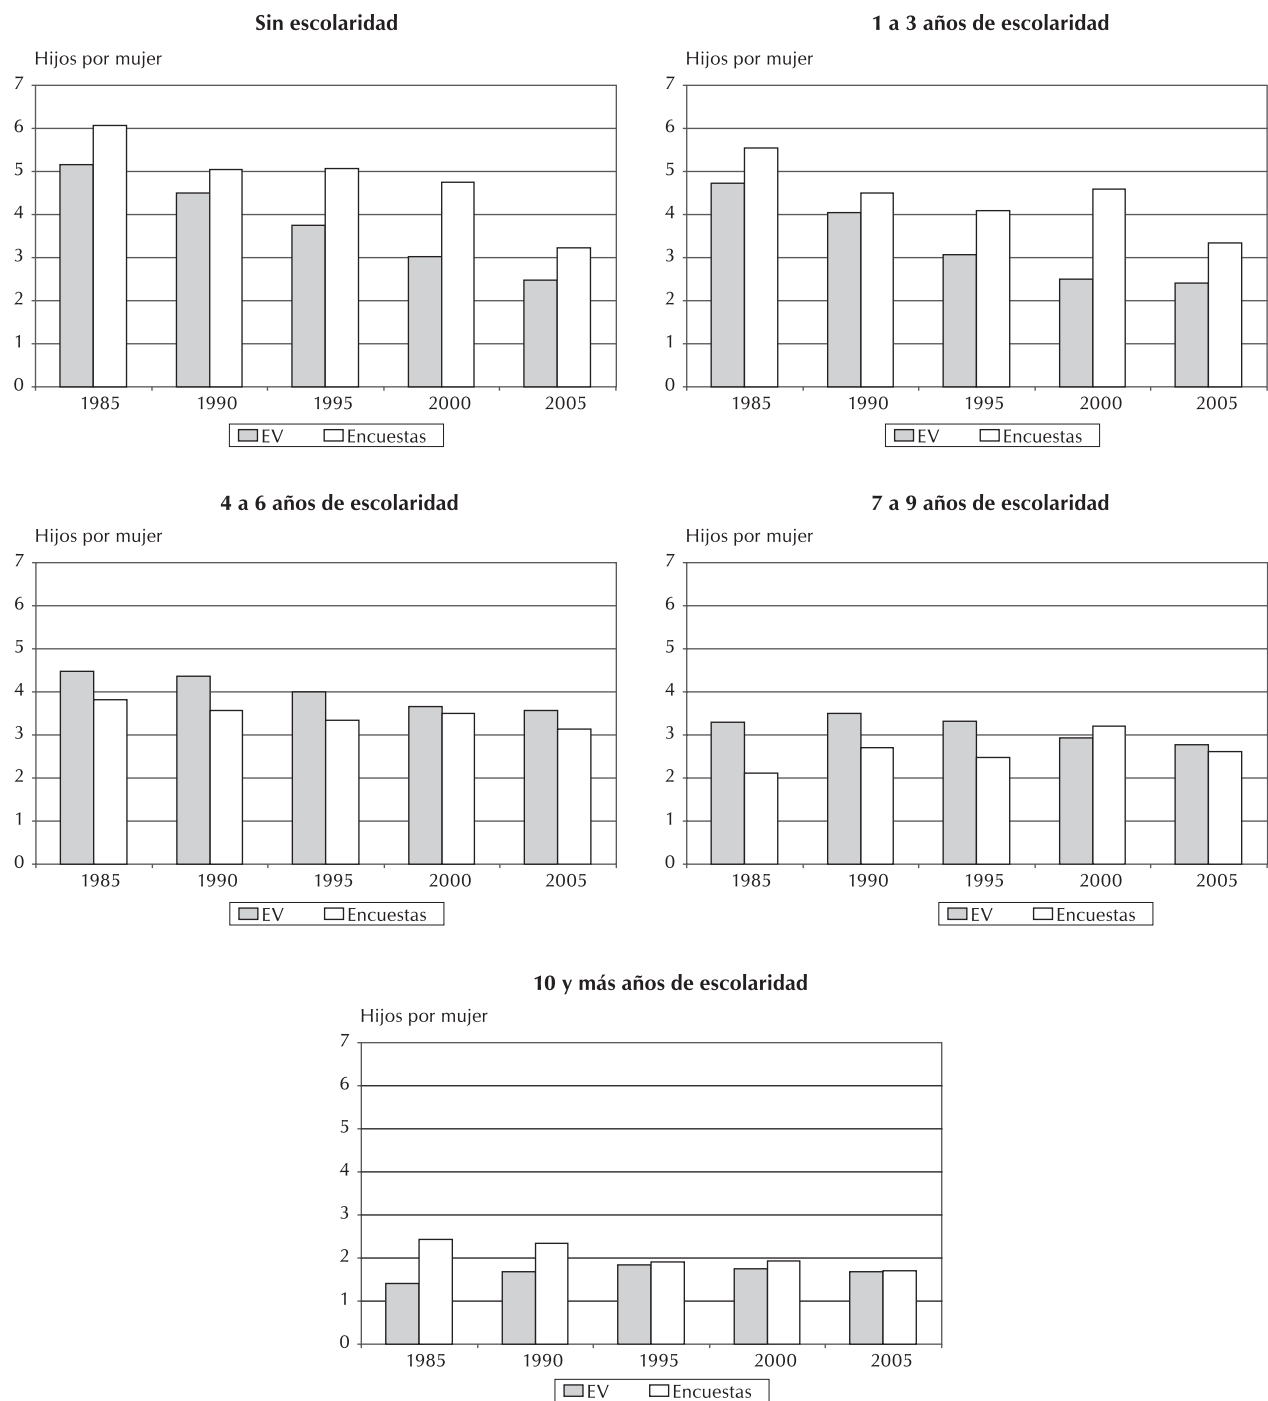 Sin escolaridad
Hijos por mujer
7
6
5
4
3
2
1
0
1985 1990 1995 2000 2005
EV Encuestas
1 a 3 años de escolaridad
Hijos por mujer
7
6
5
4
3
2
1
0
1985 1990 1995 2000 2005
EV Encuestas
4 a 6 años de escolaridad
Hijos por mujer
7
6
5
4
3
2
1
0
1985 1990 1995 2000 2005
EV Encuestas
7 a 9 años de escolaridad
Hijos por mujer
7
6
5
4
3
2
1
0
1985 1990 1995 2000 2005
EV Encuestas
10 y más años de escolaridad
Hijos por mujer
7
6
5
4
3
2
1
0
1985 1990 1995 2000 2005
EV Encuestas